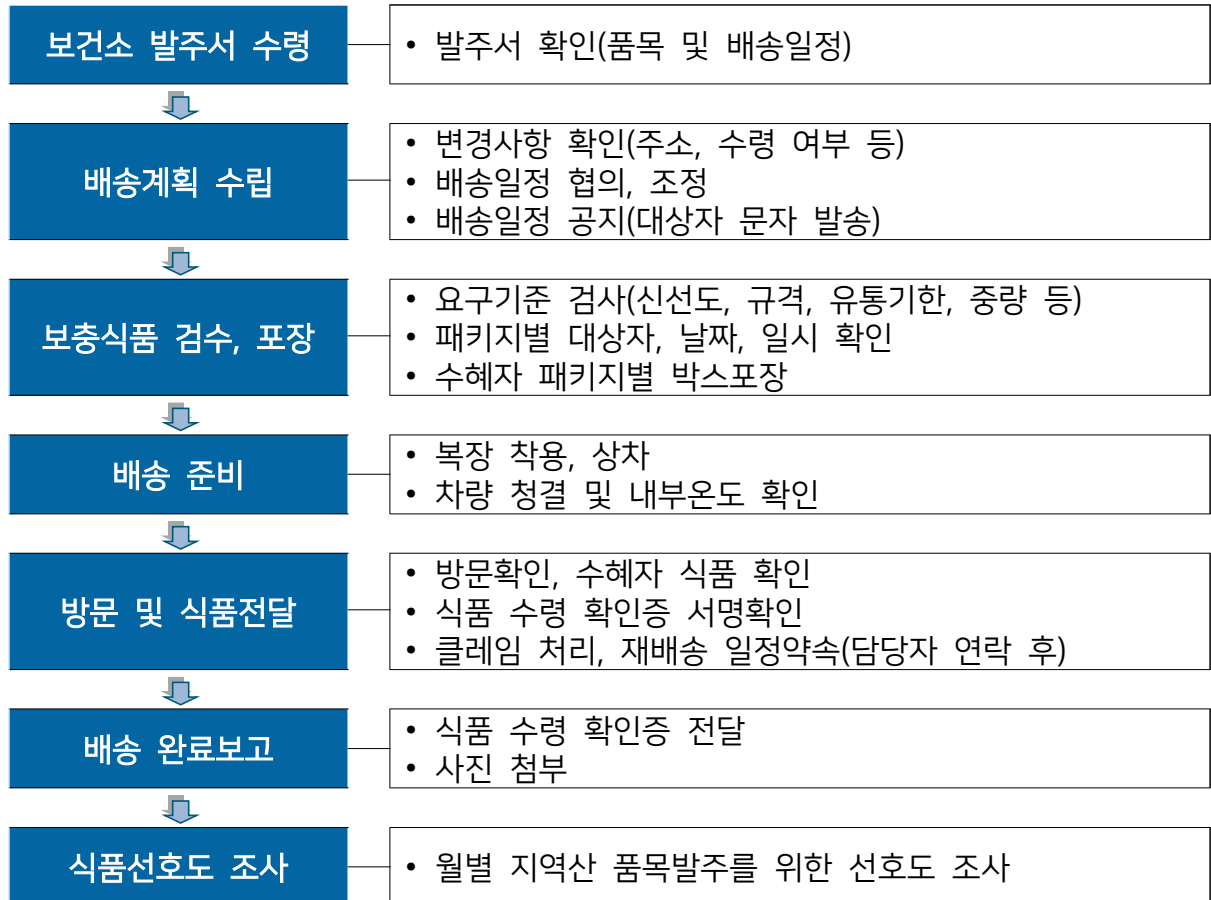 보건소 발주서 수령
• 발주서 확인(품목 및 배송일정)
배송계획 수립
• 변경사항 확인(주소, 수령 여부 등)
• 배송일정 협의, 조정
• 배송일정 공지(대상자 문자 발송)
보충식품 검수, 포장
• 요구기준 검사(신선도, 규격, 유통기한, 중량 등)
• 패키지별 대상자, 날짜, 일시 확인
• 수혜자 패키지별 박스포장
배송 준비
• 복장 착용, 상차
• 차량 청결 및 내부온도 확인
방문 및 식품전달
• 방문확인, 수혜자 식품 확인
• 식품 수령 확인증 서명확인
• 클레임 처리, 재배송 일정약속(담당자 연락 후)
배송 완료보고
• 식품 수령 확인증 전달
• 사진 첨부
식품선호도 조사
• 월별 지역산 품목발주를 위한 선호도 조사